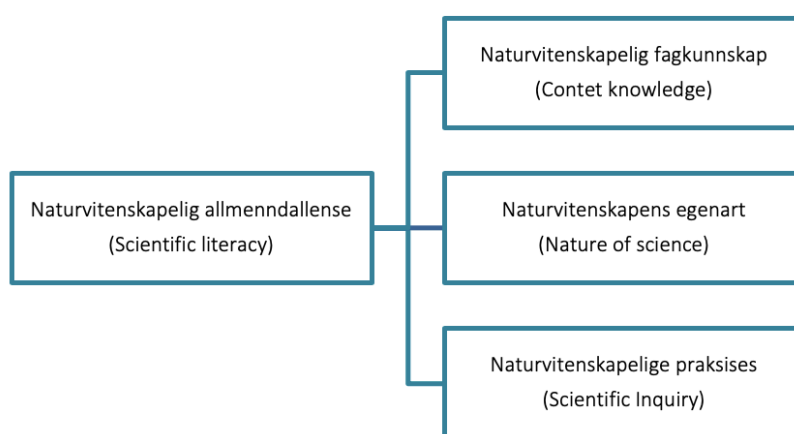 Naturvitenskapelig fagkunnskap
(Contet knowledge)
Naturvitenskapelig allmenndallense
(Scientific literacy)
Naturvitenskapens egenart
(Nature of science)
Naturvitenskapelige praksises
(Scientific Inquiry)